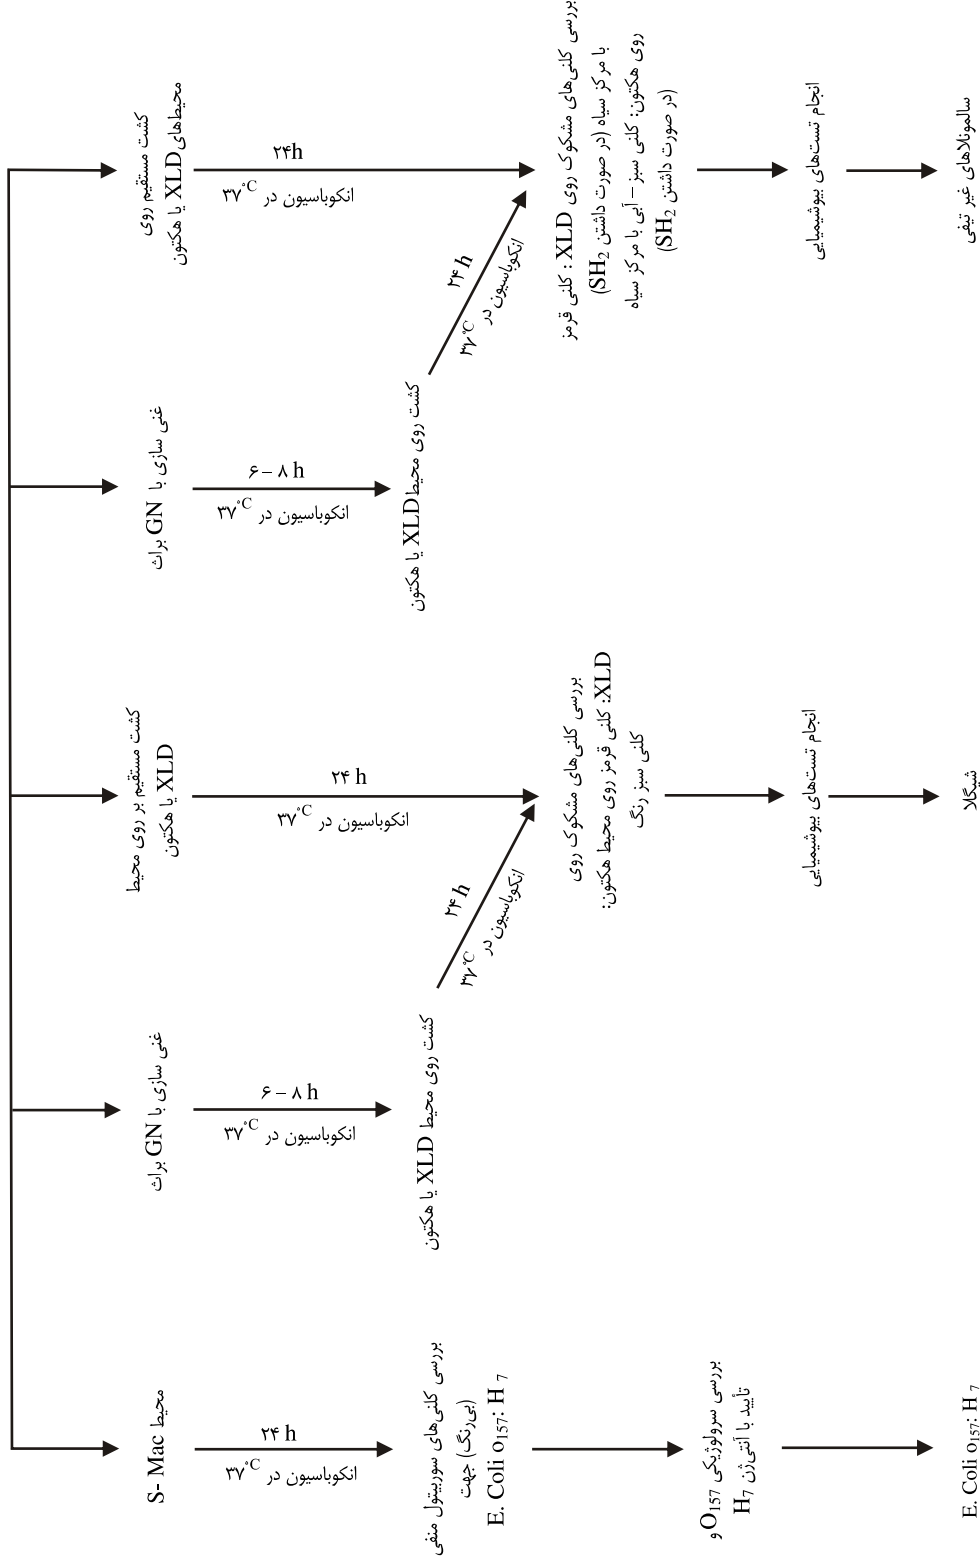 محیط S- Mac
۲۴ h
انکوباسیون در ۳۷°C
بررسی کلنی‌های سوربیتول منفی
(بی‌رنگ) جهت
E. Coli o157: H 7
بررسی سرولوژیکی O157 و
تأیید با آنتی‌ژن H7
E. Coli o157: H 7
غنی سازی با GN براث
۶ – ۸ h
انکوباسیون در ۳۷°C
کشت روی محیط XLD یا هکتون
۲۴ h
انکوباسیون در ۳۷°C
کشت مستقیم بر روی محیط
XLD یا هکتون
۲۴ h
انکوباسیون در ۳۷°C
بررسی کلنی‌های مشکوک روی
XLD: کلنی قرمز روی محیط هکتون:
کلنی سبز رنگ
انجام تست‌های بیوشیمیایی
شیگلا
غنی سازی با GN براث
۶ – ۸ h
انکوباسیون در ۳۷°C
کشت روی محیط XLD یا هکتون
۲۴ h
انکوباسیون در ۳۷°C
کشت مستقیم روی
محیط‌های XLD یا هکتون
۲۴h
انکوباسیون در ۳۷°C
بررسی کلنی‌های مشکوک روی XLD : کلنی قرمز
با مرکز سیاه (در صورت داشتن SH2)
روی هکتون: کلنی سبز – آبی با مرکز سیاه
(در صورت داشتن SH2)
انجام تست‌های بیوشیمیایی
سالمونلاهای غیر تیفی